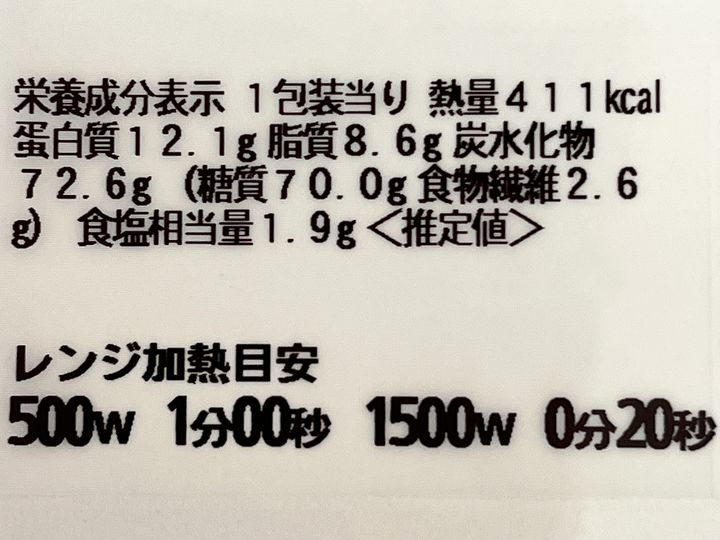 栄養成分表示 1包装当り 熱量411kcal
蛋白質12.1g 脂質8.6g 炭水化物
72.6g (糖質70.0g 食物繊維2.6
g) 食塩相当量1.9g <推定値>
レンジ加熱目安
500W 1分00秒 1500W 0分20秒